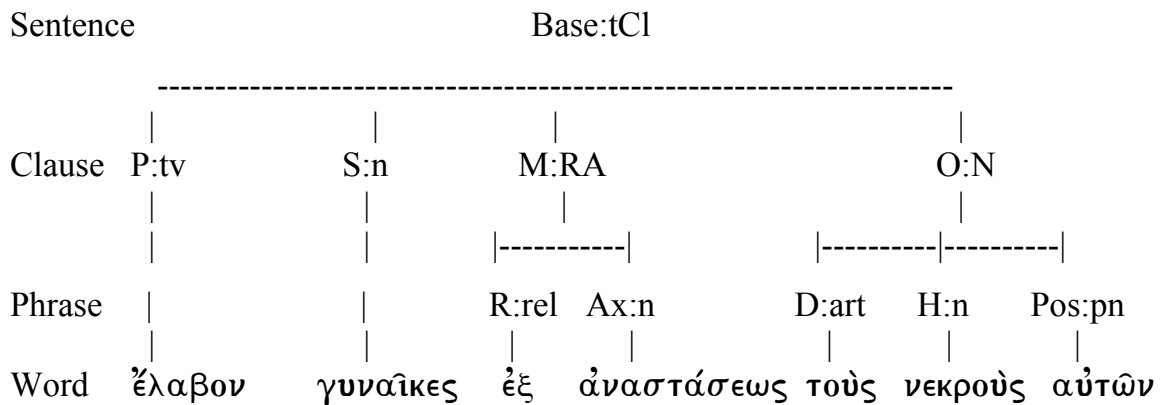 Sentence Base:tCl
Clause P:tv S:n M:RA O:N
Phrase R:rel Ax:n D:art H:n Pos:pn
Word ἔλαβον γυναῖκες ἐξ ἀναστάσεως τοὺς νεκροὺς αὐτῶν